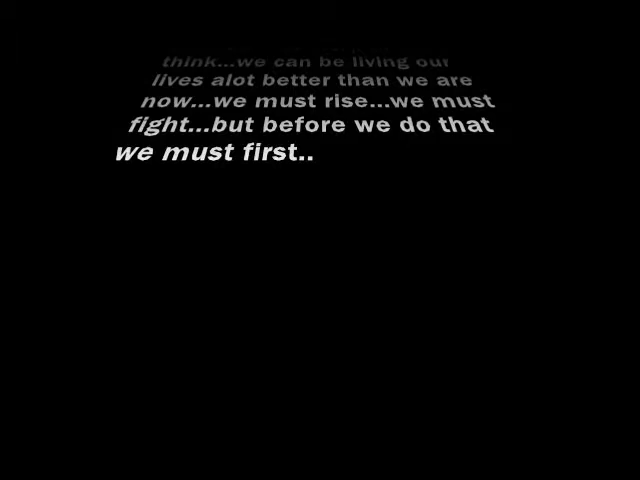 think...we can be living our
lives alot better than we are
now...we must rise...we must
fight...but before we do that
we must first..